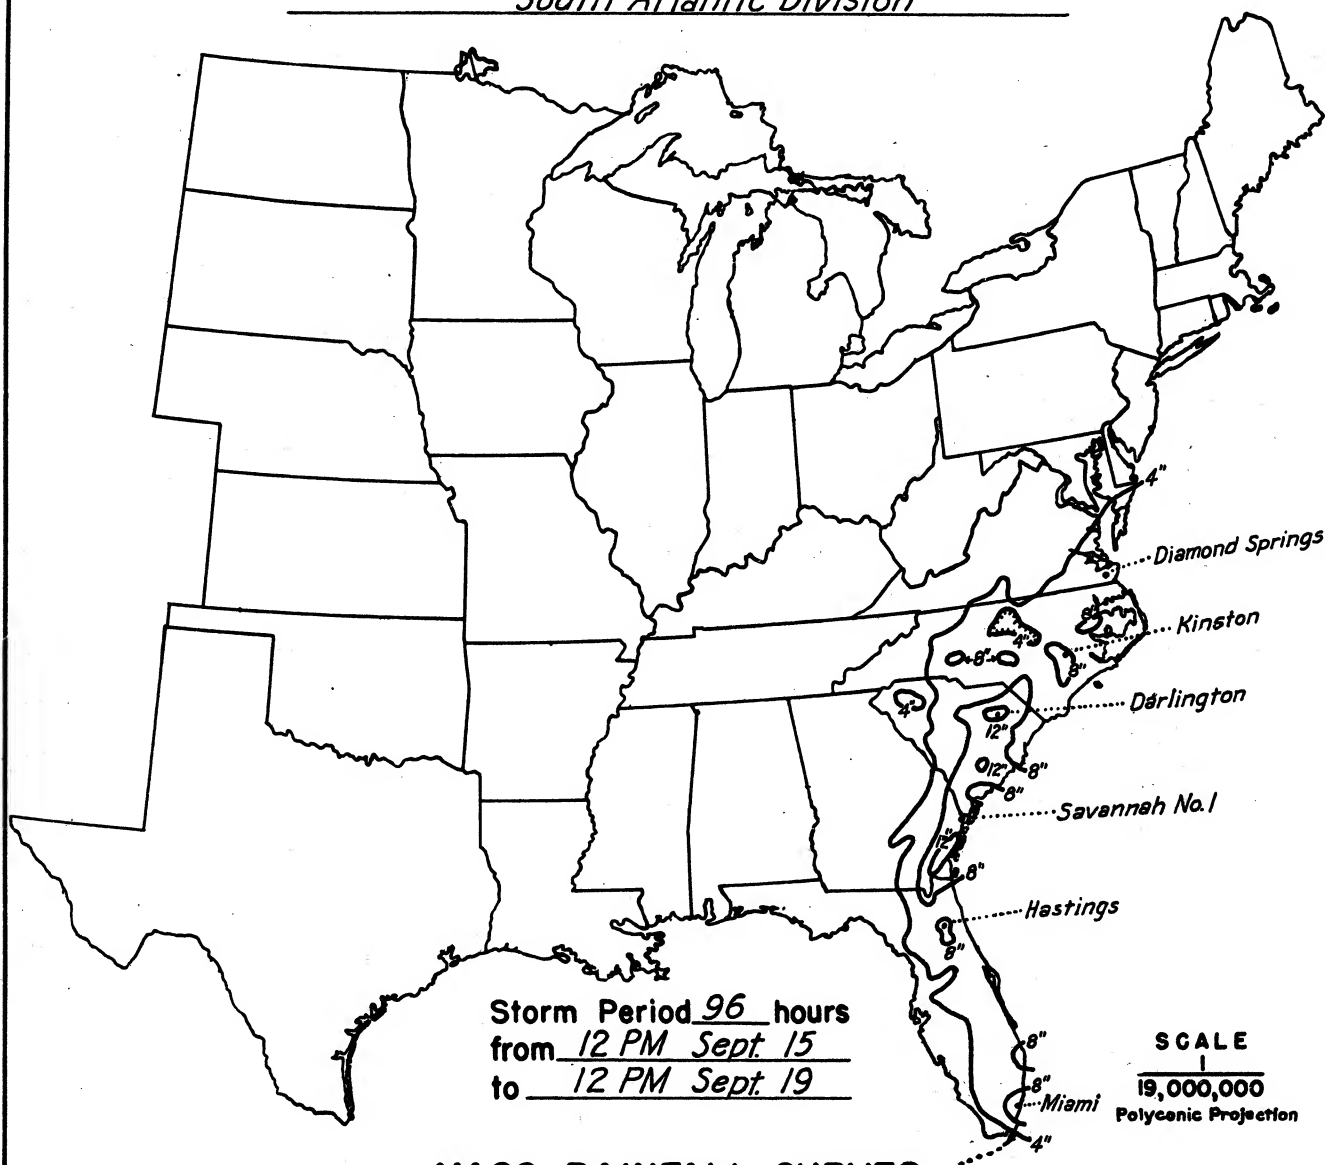 South Atlantic Division
4"
Diamond Springs
8"
Kinston
4"
8"
8"
Darlington
4"
12"
12"
8"
8"
Savannah No. 1
12"
8"
Hastings
8"
Storm Period 96 hours
from 12 PM Sept. 15
to 12 PM Sept. 19
8"
8"
Miami
4"
SCALE
1
19,000,000
Polyconic Projection
MASS RAINFALL CURVES